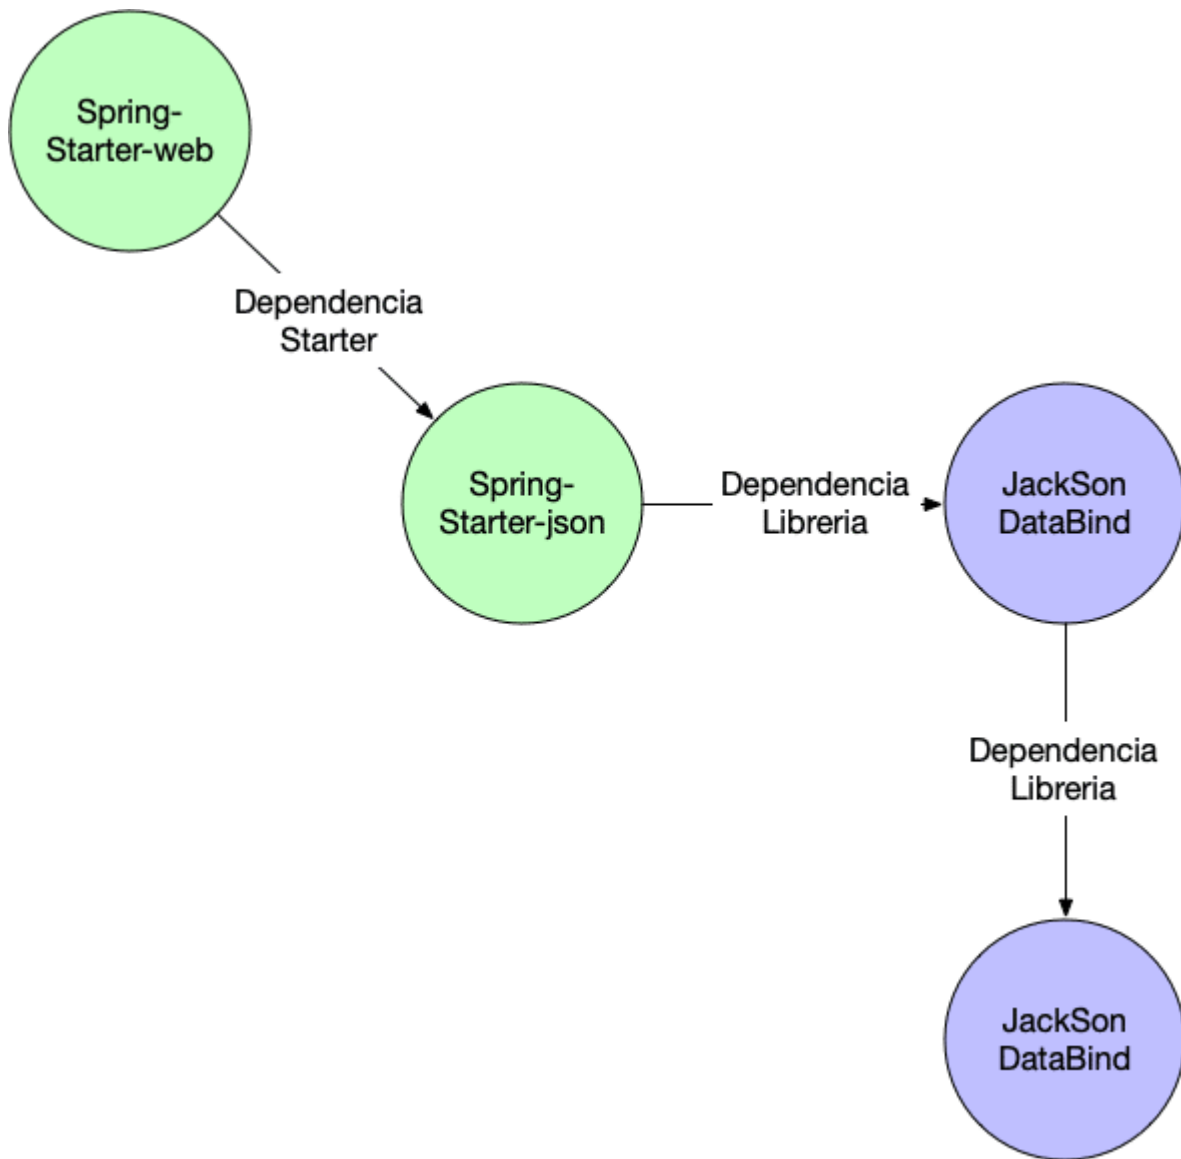 Spring-
Starter-web
Dependencia
Starter
Spring-
Starter-json
Dependencia
Libreria
JackSon
DataBind
Dependencia
Libreria
JackSon
DataBind